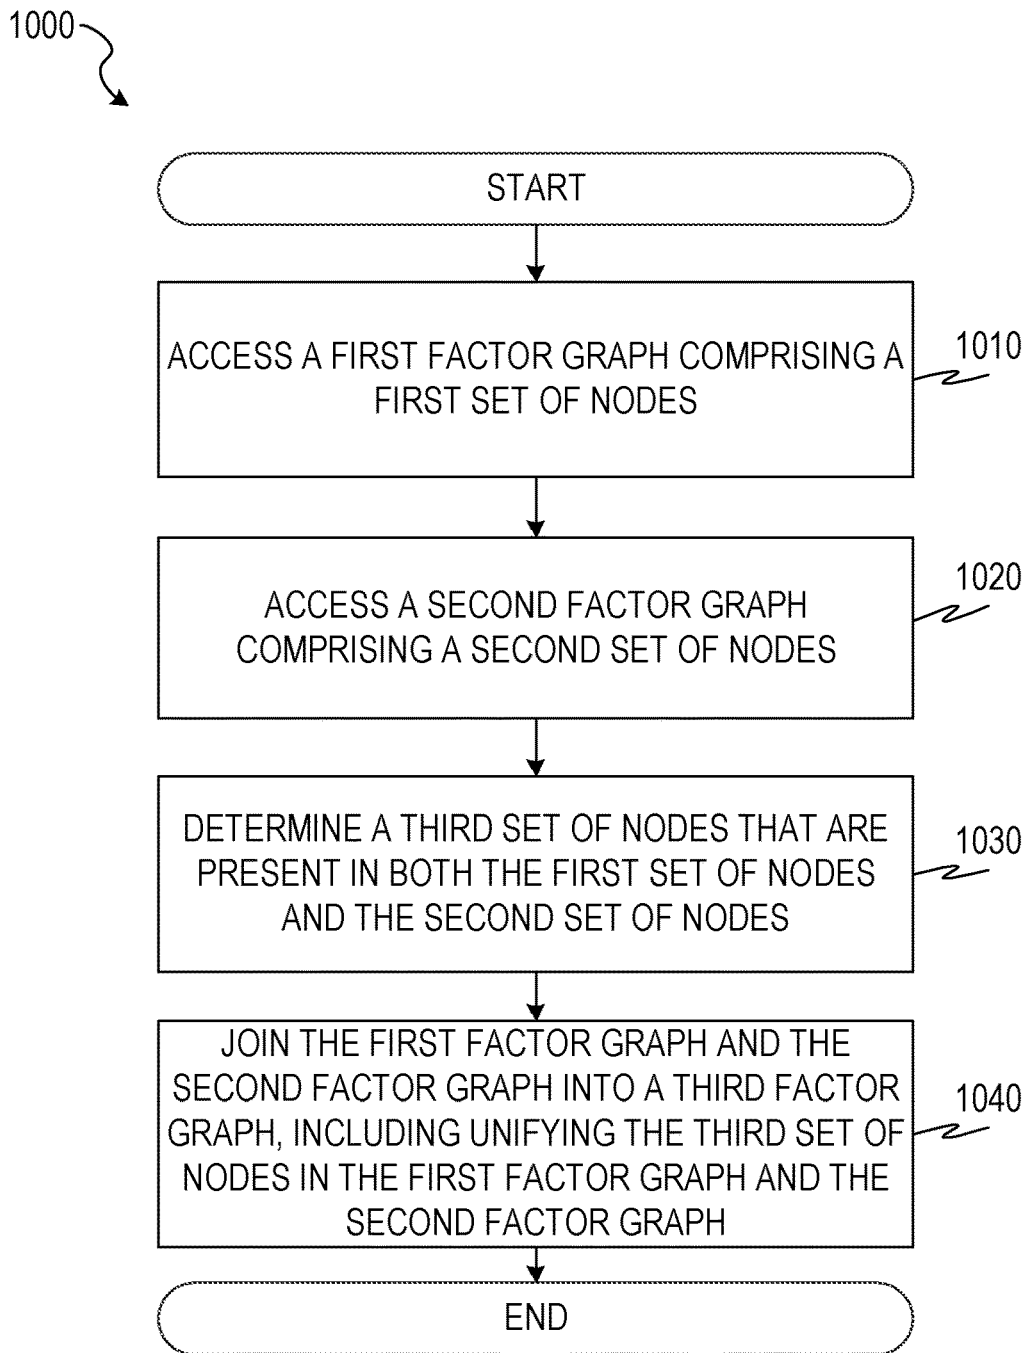 1000
START
ACCESS A FIRST FACTOR GRAPH COMPRISING A
FIRST SET OF NODES
1010
ACCESS A SECOND FACTOR GRAPH
COMPRISING A SECOND SET OF NODES
1020
DETERMINE A THIRD SET OF NODES THAT ARE
PRESENT IN BOTH THE FIRST SET OF NODES
AND THE SECOND SET OF NODES
1030
JOIN THE FIRST FACTOR GRAPH AND THE
SECOND FACTOR GRAPH INTO A THIRD FACTOR
GRAPH, INCLUDING UNIFYING THE THIRD SET OF
NODES IN THE FIRST FACTOR GRAPH AND THE
SECOND FACTOR GRAPH
1040
END